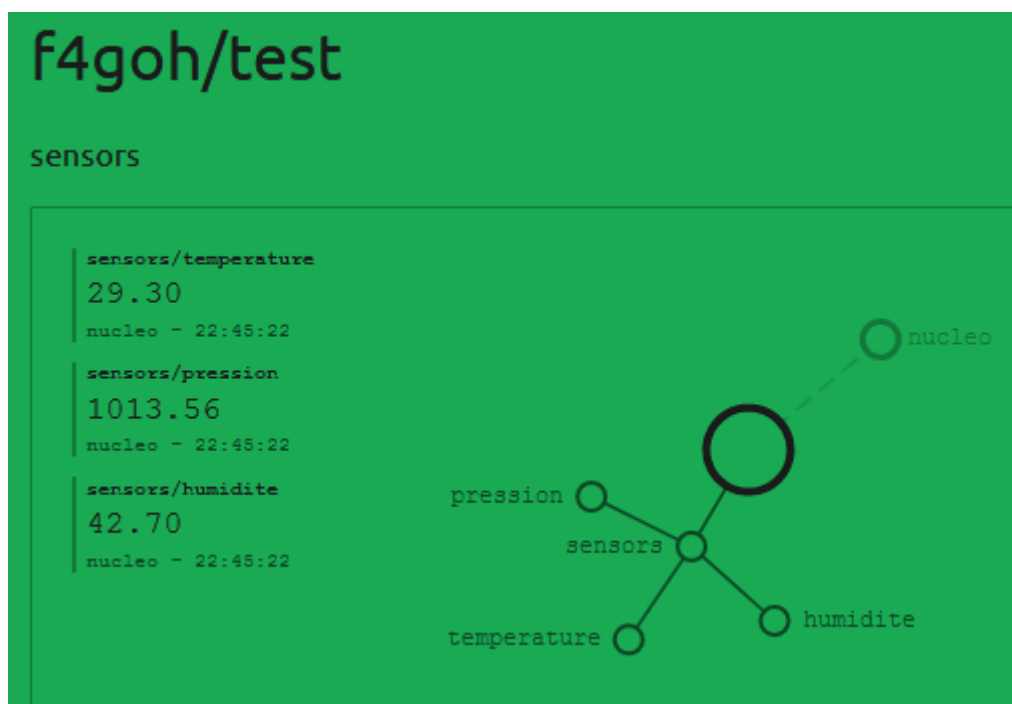 f4goh/test
sensors
sensors/temperature
29.30
nucleo - 22:45:22
sensors/pression
1013.56
nucleo - 22:45:22
sensors/humidite
42.70
nucleo - 22:45:22
nucleo
pression
sensors
humidite
temperature